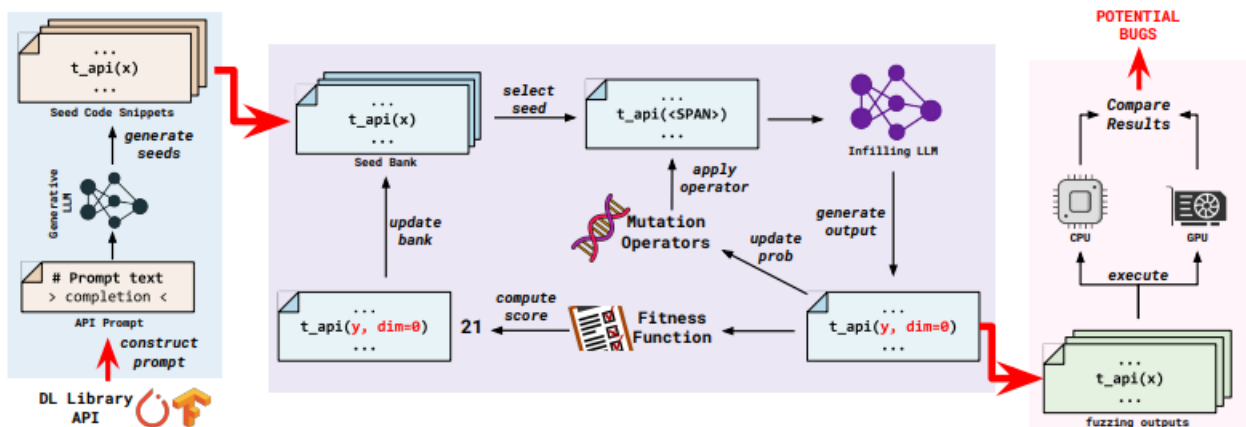 ...
t_api(x)
...
Seed Code Snippets
generate
seeds
Generative
LLM
# Prompt text
> completion <
API Prompt
construct
prompt
DL Library
API
...
t_api(x)
...
Seed Bank
select
seed
...
t_api(<SPAN>)
...
Infilling LLM
apply
operator
Mutation
Operators
generate
output
update
prob
update
bank
...
t_api(y, dim=0)
...
21
compute
score
Fitness
Function
...
t_api(y, dim=0)
...
POTENTIAL
BUGS
Compare
Results
CPU
GPU
execute
...
t_api(x)
...
fuzzing outputs